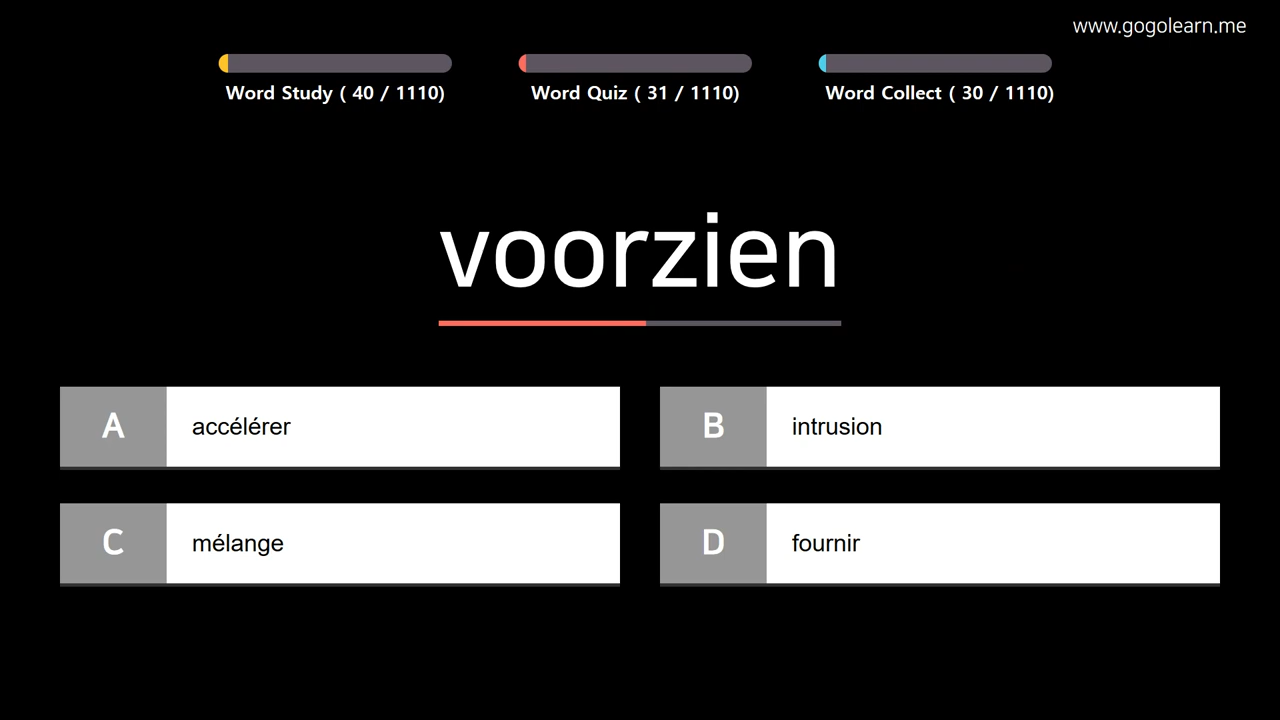 www.gogolearn.me
Word Study ( 40 / 1110)
Word Quiz ( 31 / 1110)
Word Collect ( 30 / 1110)
voorzien
A accélérer
B intrusion
C mélange
D fournir